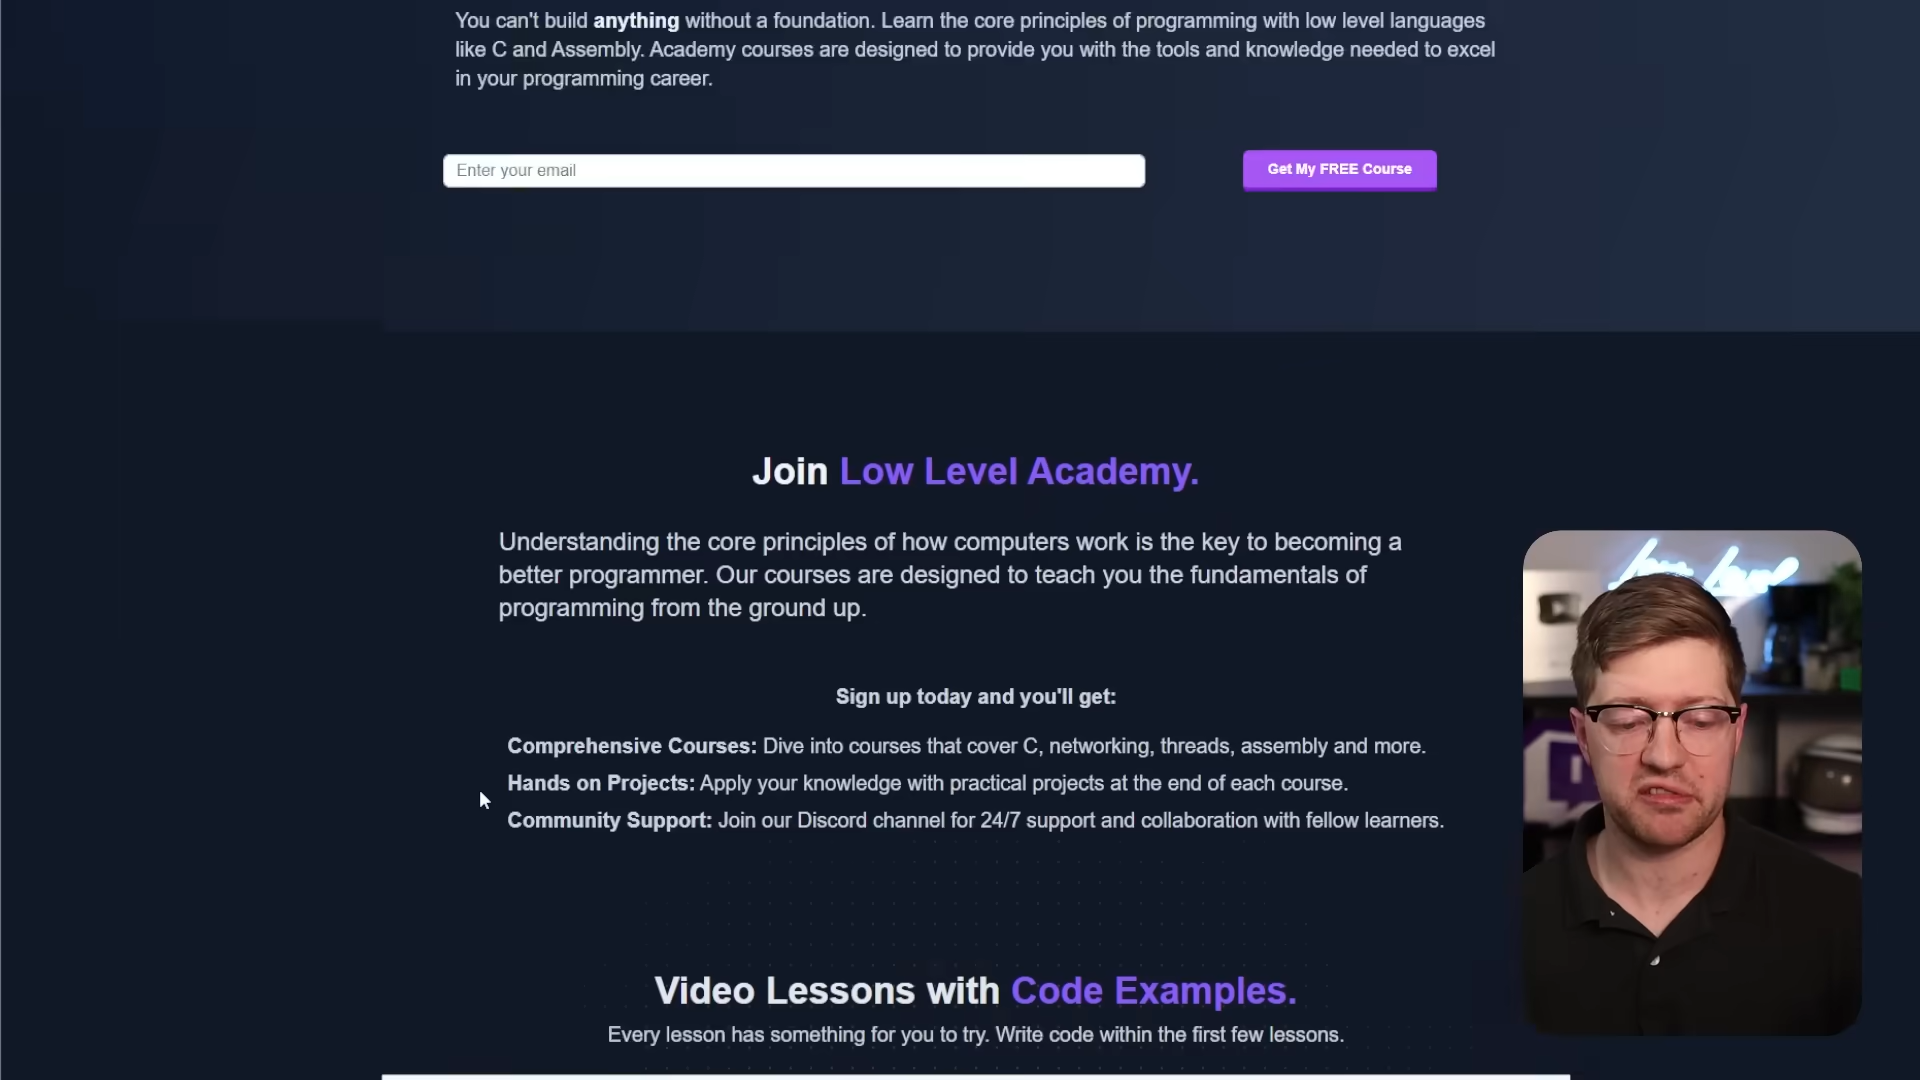 You can't build anything without a foundation. Learn the core principles of programming with low level languages
like C and Assembly. Academy courses are designed to provide you with the tools and knowledge needed to excel
in your programming career.
Enter your email
Get My FREE Course
Join Low Level Academy.
Understanding the core principles of how computers work is the key to becoming a
better programmer. Our courses are designed to teach you the fundamentals of
programming from the ground up.
Sign up today and you'll get:
Comprehensive Courses: Dive into courses that cover C, networking, threads, assembly and more.
Hands on Projects: Apply your knowledge with practical projects at the end of each course.
Community Support: Join our Discord channel for 24/7 support and collaboration with fellow learners.
low level
Video Lessons with Code Examples.
Every lesson has something for you to try. Write code within the first few lessons.